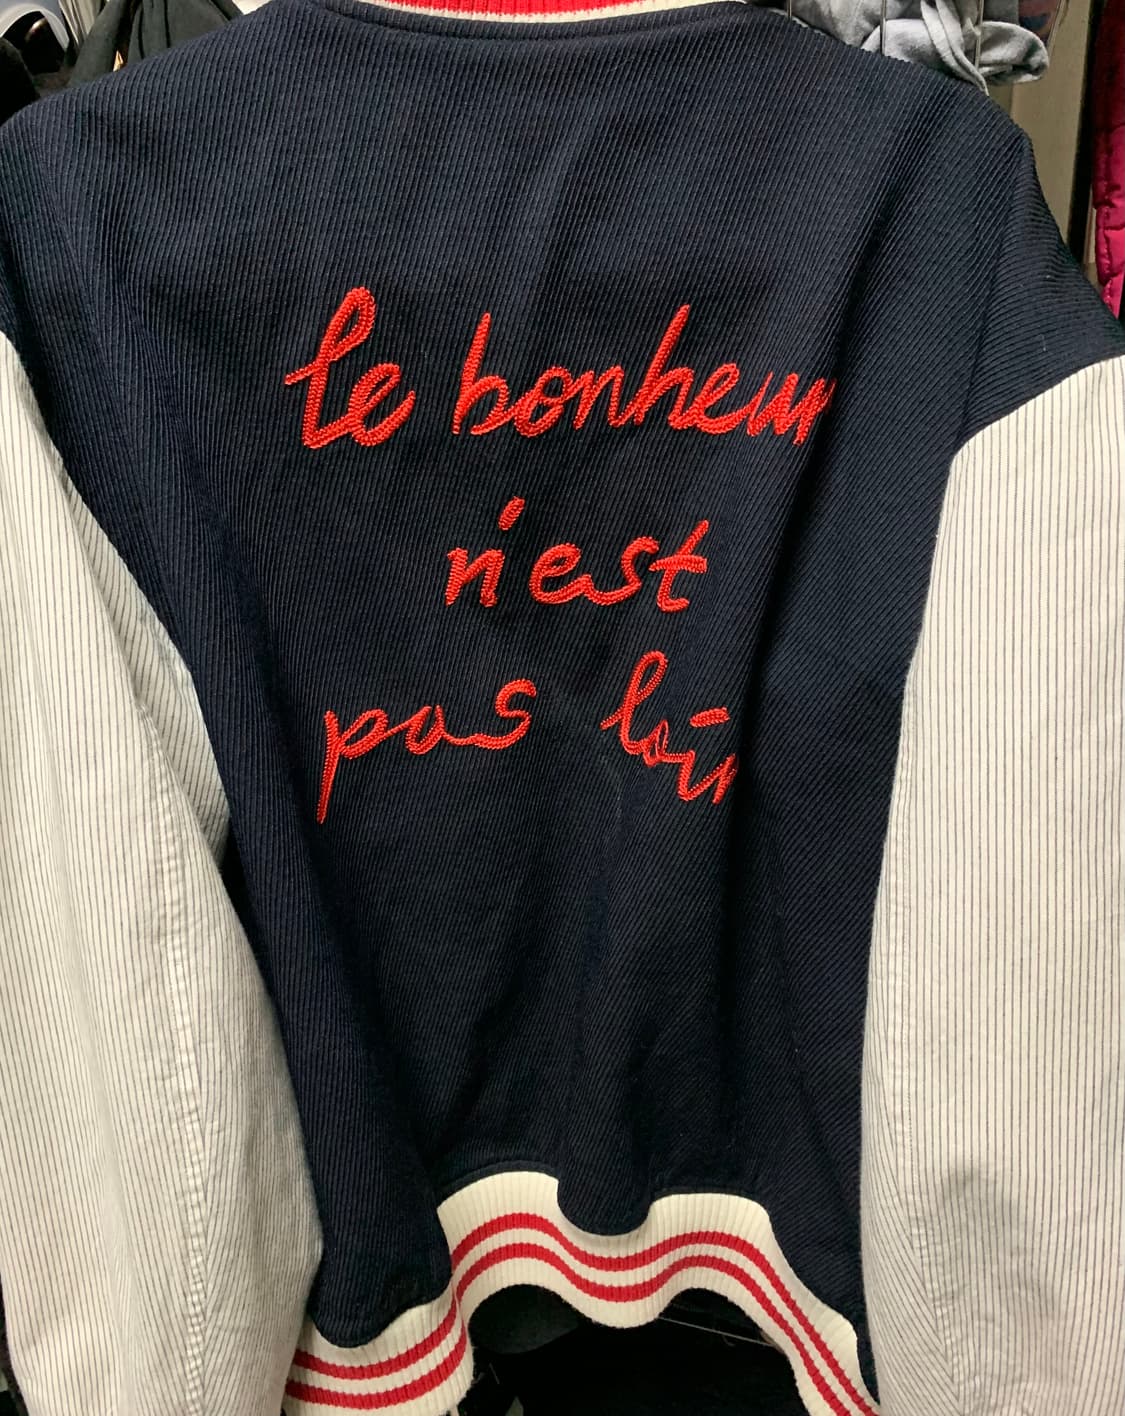 le bonheur
n'est
pas loin